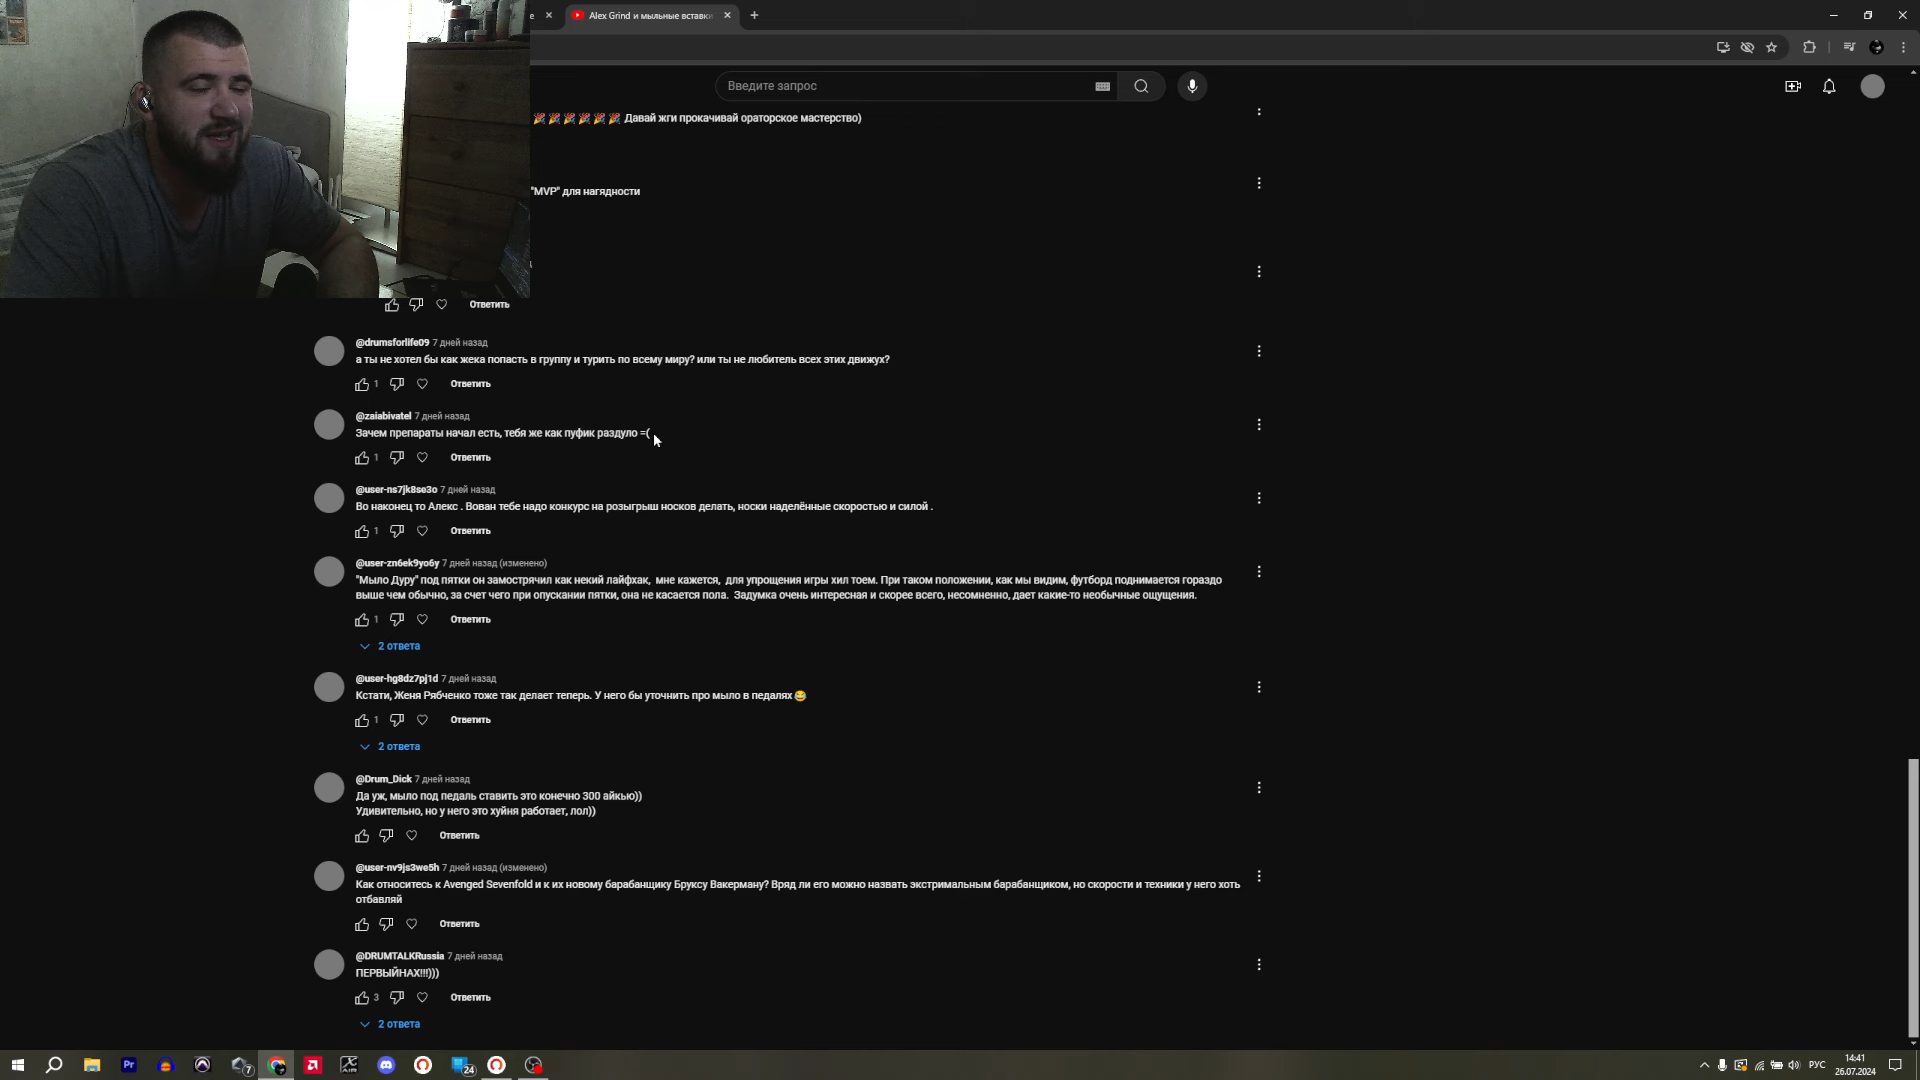 Alex Grind и мыльные вставки
Введите запрос
Давай жги прокачивай ораторское мастерство)
"MVP" для нагядности
Ответить
@drumsforlife09 7 дней назад
а ты не хотел бы как жека попасть в группу и турить по всему миру? или ты не любитель всех этих движух?
1 Ответить
@zaiabivatel 7 дней назад
Зачем препараты начал есть, тебя же как пуфик раздуло =(
1 Ответить
@user-ns7jk8se3o 7 дней назад
Во наконец то Алекс . Вован тебе надо конкурс на розыгрыш носков делать, носки наделённые скоростью и силой .
1 Ответить
@user-zn6ek9yo6y 7 дней назад (изменено)
"Мыло Дуру" под пятки он замострячил как некий лайфхак, мне кажется, для упрощения игры хил тоем. При таком положении, как мы видим, футборд поднимается гораздо
выше чем обычно, за счет чего при опускании пятки, она не касается пола. Задумка очень интересная и скорее всего, несомненно, дает какие-то необычные ощущения.
1 Ответить
2 ответа
@user-hg8dz7pj1d 7 дней назад
Кстати, Женя Рябченко тоже так делает теперь. У него бы уточнить про мыло в педалях😂
1 Ответить
2 ответа
@Drum_Dick 7 дней назад
Да уж, мыло под педаль ставить это конечно 300 айкью))
Удивительно, но у него это хуйня работает, лол))
Ответить
@user-nv9js3we5h 7 дней назад (изменено)
Как относитесь к Avenged Sevenfold и к их новому барабанщику Бруксу Вакерману? Вряд ли его можно назвать экстримальным барабанщиком, но скорости и техники у него хоть
отбавляй
Ответить
@DRUMTALKRussia 7 дней назад
ПЕРВЫЙНАХ!!!)))
3 Ответить
2 ответа
Pr
7
24
РУС
14:41
26.07.2024